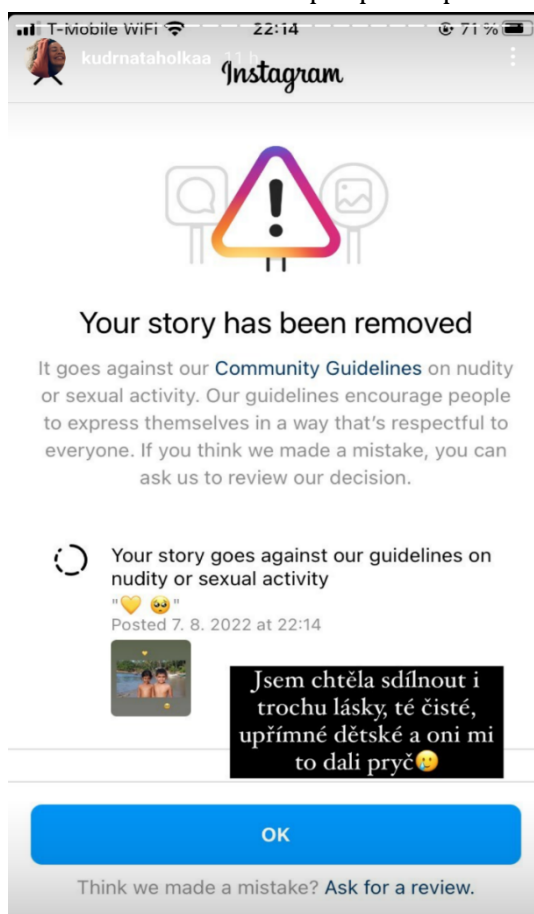 T-Mobile WiFi 22:14 71 %
kudrnataholkaa 11 h
Instagram
Your story has been removed
It goes against our Community Guidelines on nudity
or sexual activity. Our guidelines encourage people
to express themselves in a way that's respectful to
everyone. If you think we made a mistake, you can
ask us to review our decision.
Your story goes against our guidelines on
nudity or sexual activity
"💛 🥺"
Posted 7. 8. 2022 at 22:14
Jsem chtěla sdílnout i
trochu lásky, té čisté,
upřímné dětské a oni mi
to dali pryč🥲
OK
Think we made a mistake? Ask for a review.